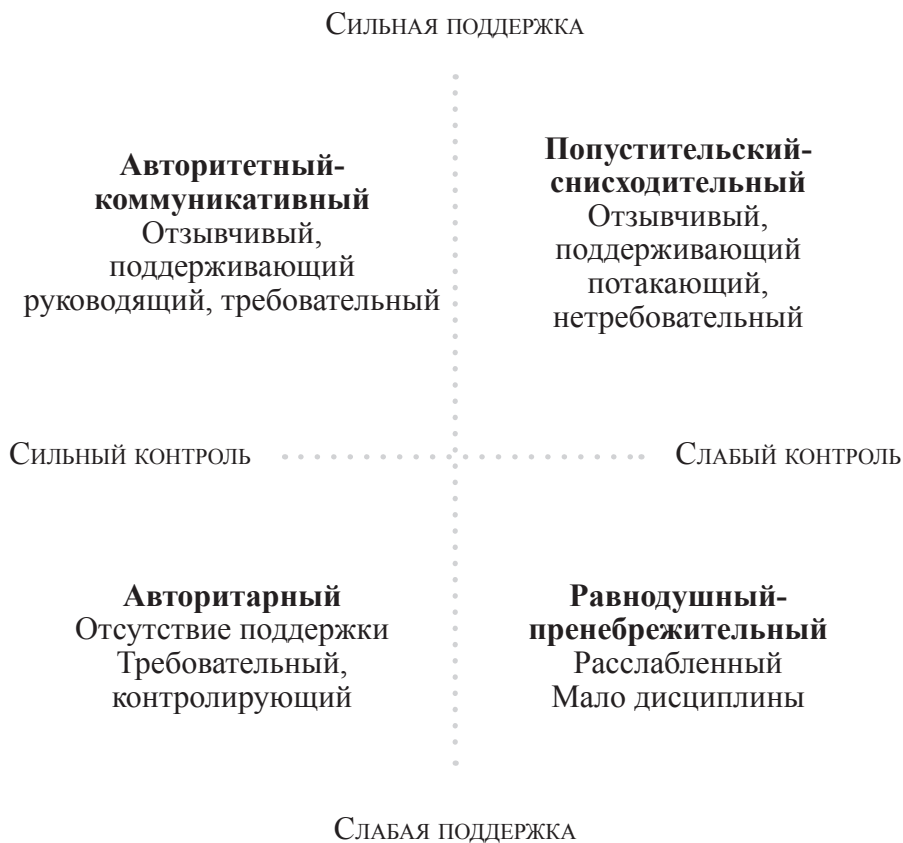 Сильная поддержка
Авторитетный-
коммуникативный
Отзывчивый,
поддерживающий
руководящий, требовательный
Попустительский-
снисходительный
Отзывчивый,
поддерживающий
потакающий,
нетребовательный
Сильный контроль
Слабый контроль
Авторитарный
Отсутствие поддержки
Требовательный,
контролирующий
Равнодушный-
пренебрежительный
Расслабленный
Мало дисциплины
Слабая поддержка